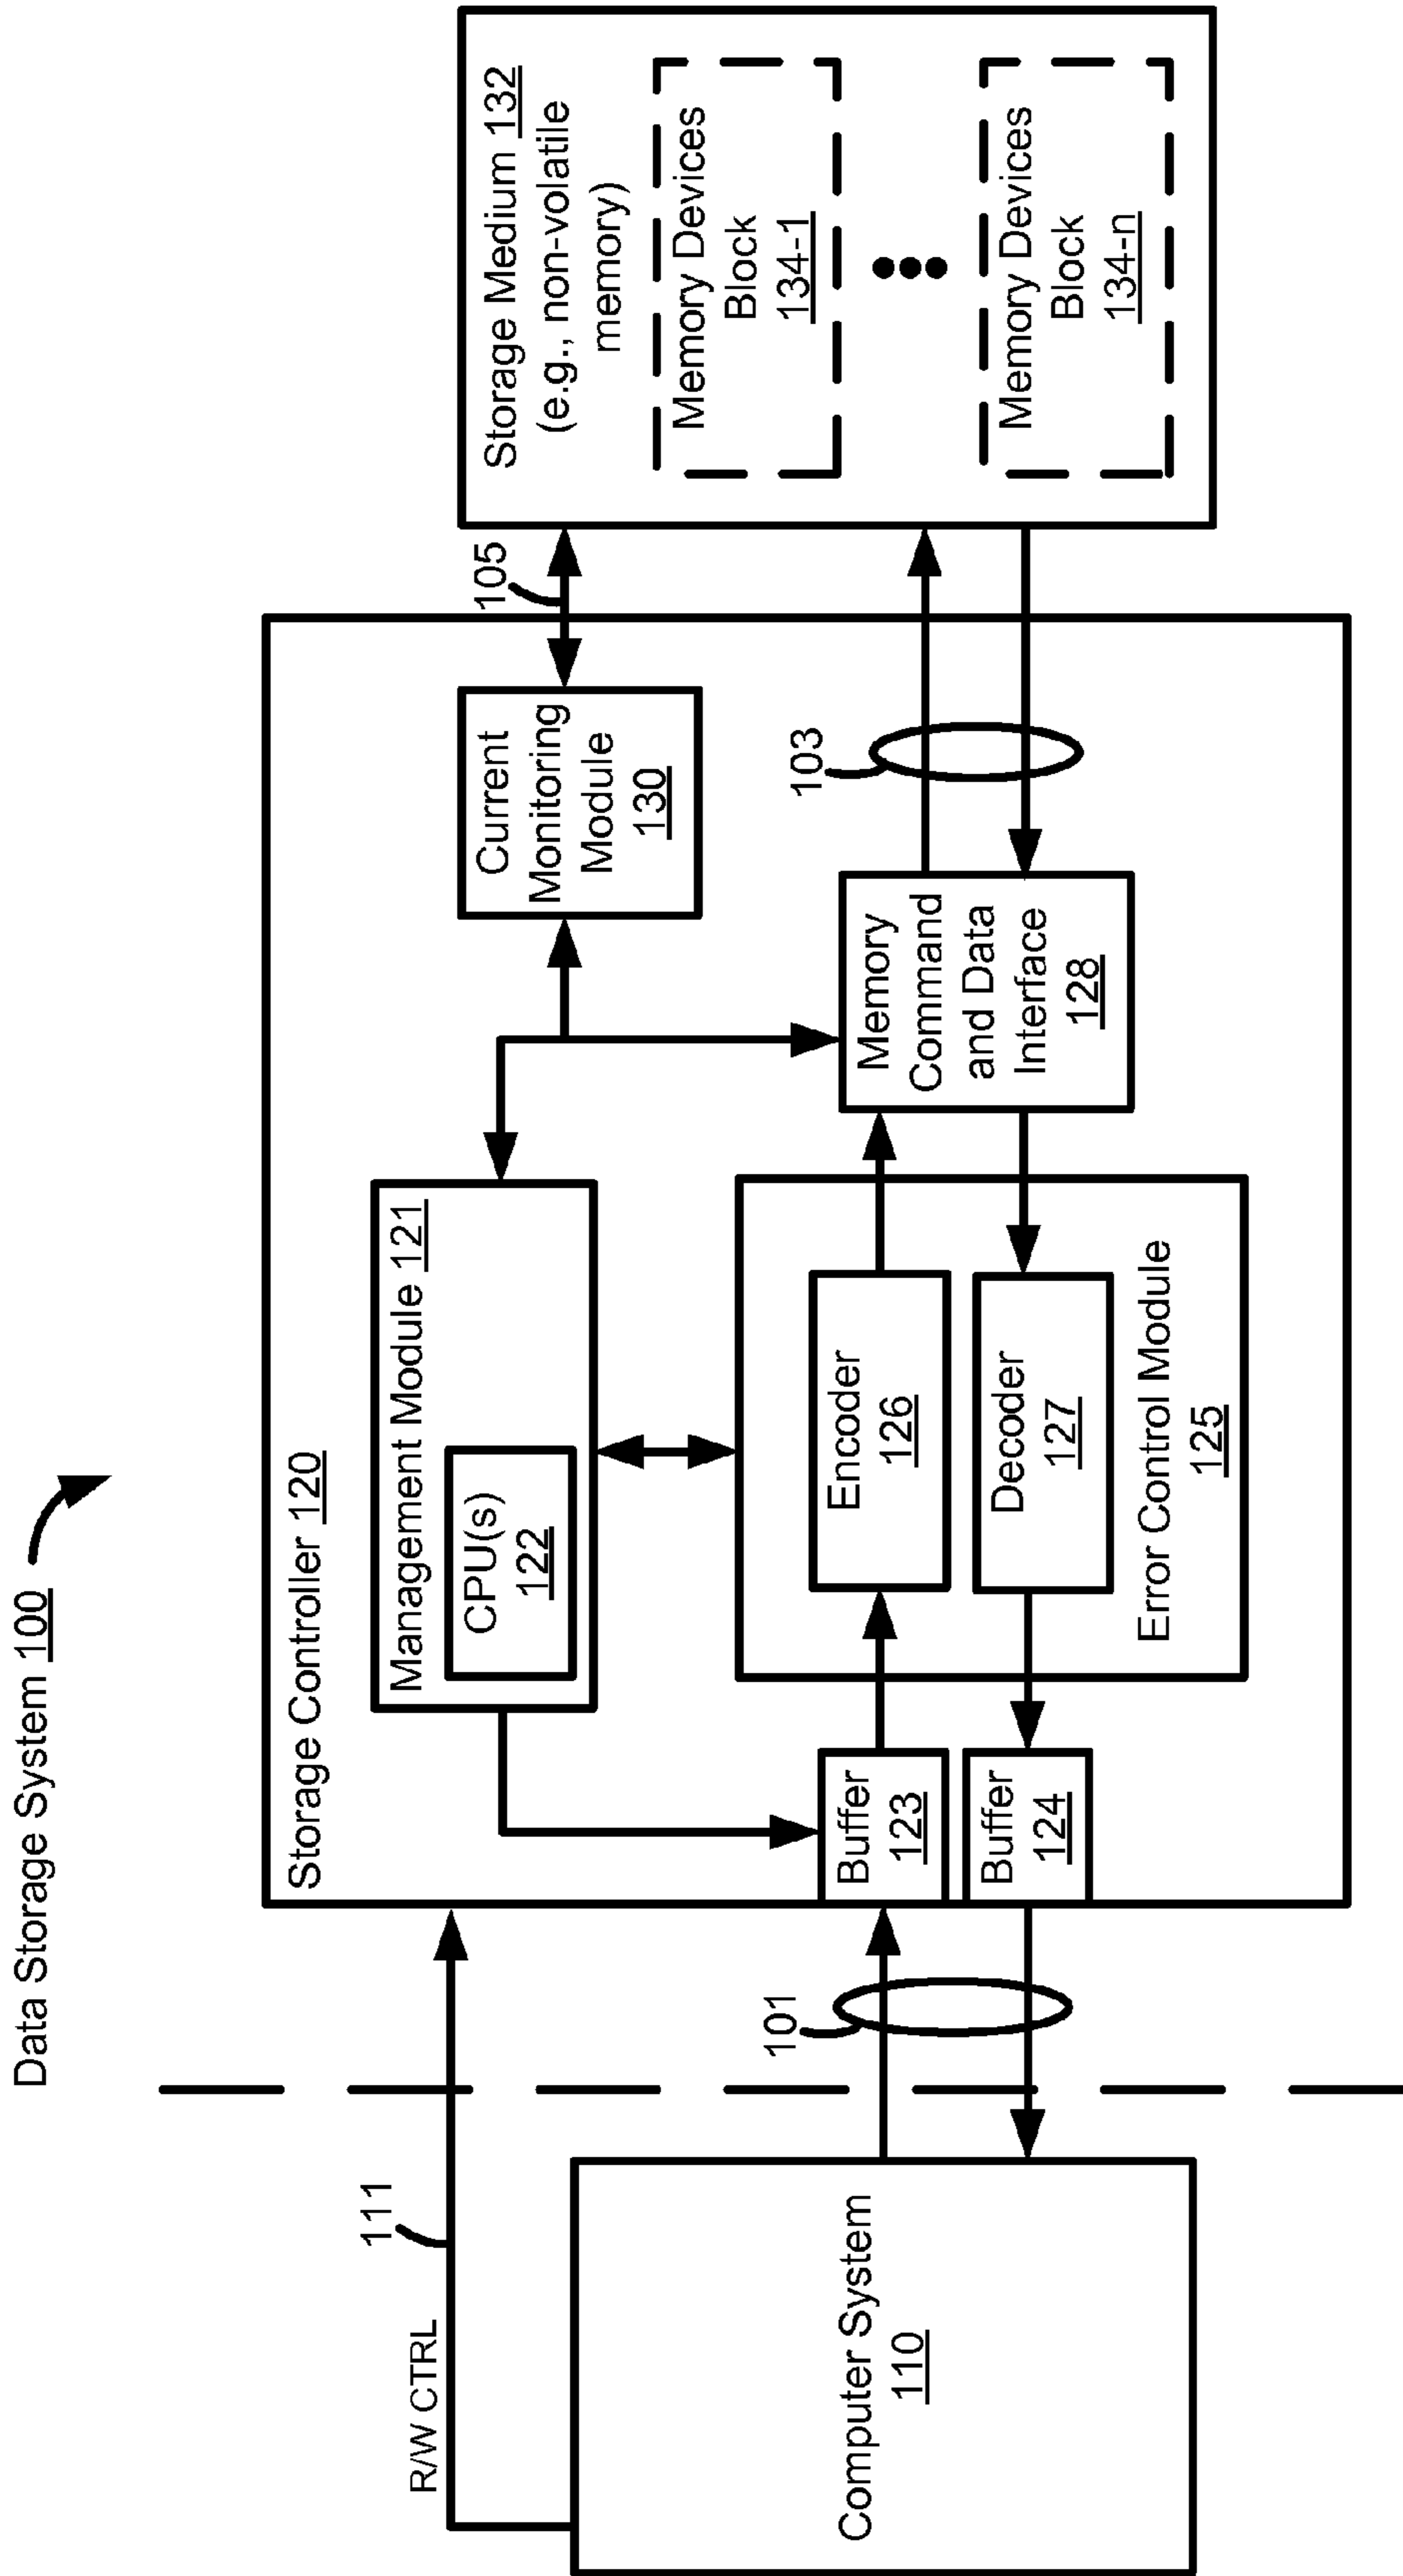 Data Storage System 100
Storage Controller 120
R/W CTRL
111
Computer System
110
101
Management Module 121
CPU(s)
122
Buffer
123
Buffer
124
Encoder
126
Decoder
127
Error Control Module
125
Current
Monitoring
Module
130
Memory
Command
and Data
Interface
128
105
103
Storage Medium 132
(e.g., non-volatile
memory)
Memory Devices
Block
134-1
Memory Devices
Block
134-n